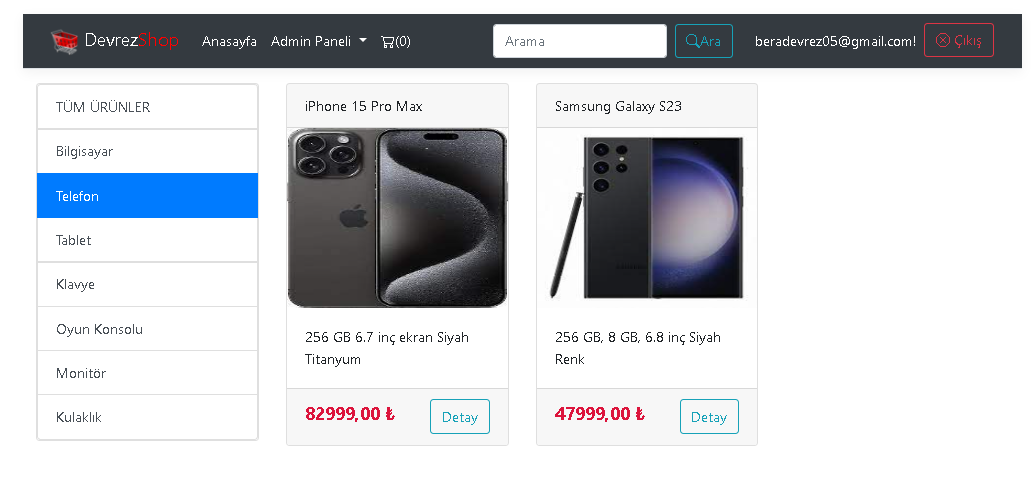 DevrezShop Anasayfa Admin Paneli (0) Arama Ara beradevrez05@gmail.com! Çıkış
TÜM ÜRÜNLER
Bilgisayar
Telefon
Tablet
Klavye
Oyun Konsolu
Monitör
Kulaklık
iPhone 15 Pro Max
256 GB 6.7 inç ekran Siyah
Titanyum
82999,00 ₺ Detay
Samsung Galaxy S23
256 GB, 8 GB, 6.8 inç Siyah
Renk
47999,00 ₺ Detay